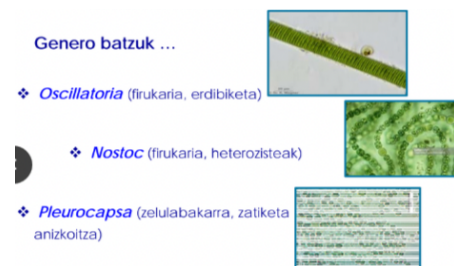 Genero batzuk ...
❖ Oscillatoria (firukaria, erdibiketa)
❖ Nostoc (firukaria, heterozisteak)
❖ Pleurocapsa (zelulabakarra, zatiketa
anizkoitza)